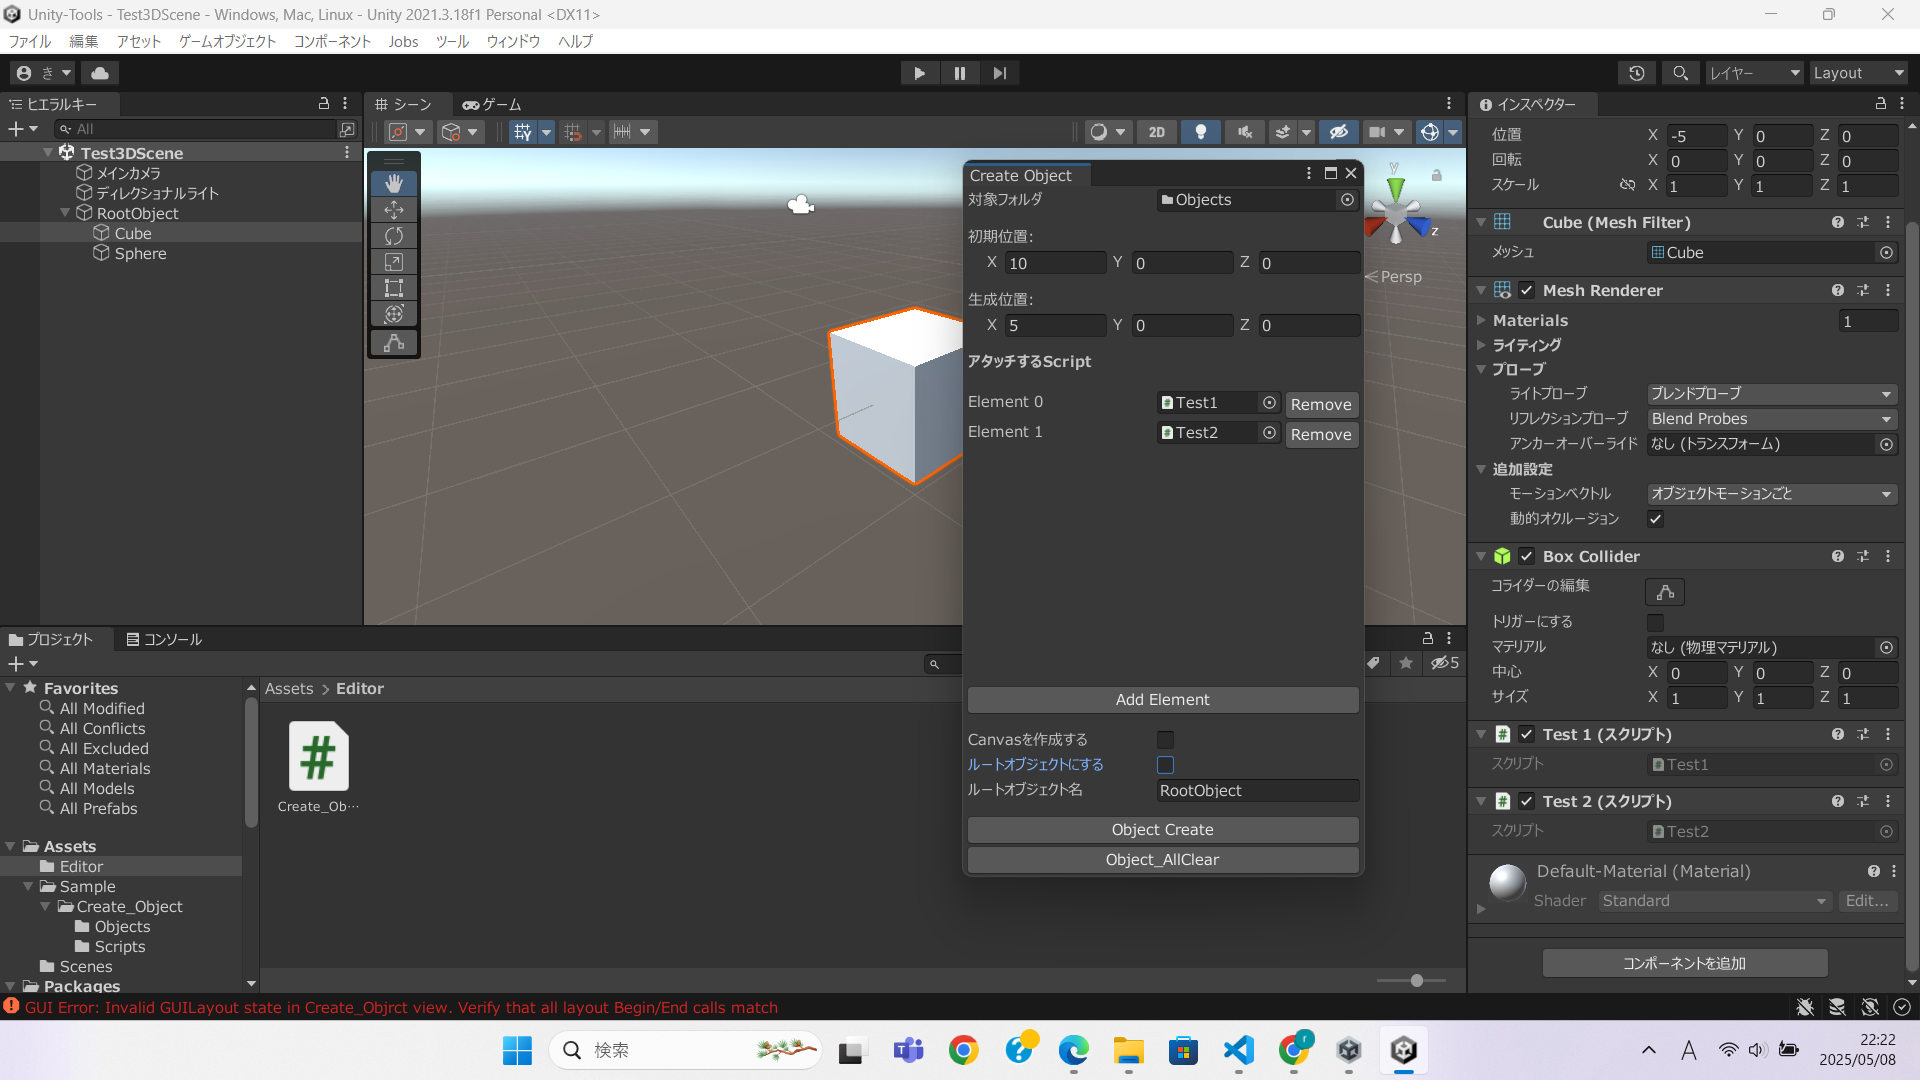 Unity-Tools - Test3DScene - Windows, Mac, Linux - Unity 2021.3.18f1 Personal <DX11>
ファイル 編集 アセット ゲームオブジェクト コンポーネント Jobs ツール ウィンドウ ヘルプ
き レイヤー Layout
ヒエラルキー
All
Test3DScene
メインカメラ
ディレクショナルライト
RootObject
Cube
Sphere
シーン ゲーム
2D
y
z
Persp
Create Object
対象フォルダ Objects
初期位置:
X 10 Y 0 Z 0
生成位置:
X 5 Y 0 Z 0
アタッチするScript
Element 0 Test1 Remove
Element 1 Test2 Remove
Add Element
Canvasを作成する
ルートオブジェクトにする
ルートオブジェクト名 RootObject
Object Create
Object_AllClear
インスペクター
位置 X -5 Y 0 Z 0
回転 X 0 Y 0 Z 0
スケール X 1 Y 1 Z 1
Cube (Mesh Filter)
メッシュ Cube
Mesh Renderer
Materials 1
ライティング
プローブ
ライトプローブ ブレンドプローブ
リフレクションプローブ Blend Probes
アンカーオーバーライド なし (トランスフォーム)
追加設定
モーションベクトル オブジェクトモーションごと
動的オクルージョン
Box Collider
コライダーの編集
トリガーにする
マテリアル なし (物理マテリアル)
中心 X 0 Y 0 Z 0
サイズ X 1 Y 1 Z 1
Test 1 (スクリプト)
スクリプト Test1
Test 2 (スクリプト)
スクリプト Test2
Default-Material (Material)
Shader Standard Edit...
コンポーネントを追加
プロジェクト コンソール
5
Favorites
All Modified
All Conflicts
All Excluded
All Materials
All Models
All Prefabs
Assets
Editor
Sample
Create_Object
Objects
Scripts
Scenes
Packages
Assets > Editor
Create_Ob...
GUI Error: Invalid GUILayout state in Create_Objrct view. Verify that all layout Begin/End calls match
検索
A
22:22
2025/05/08